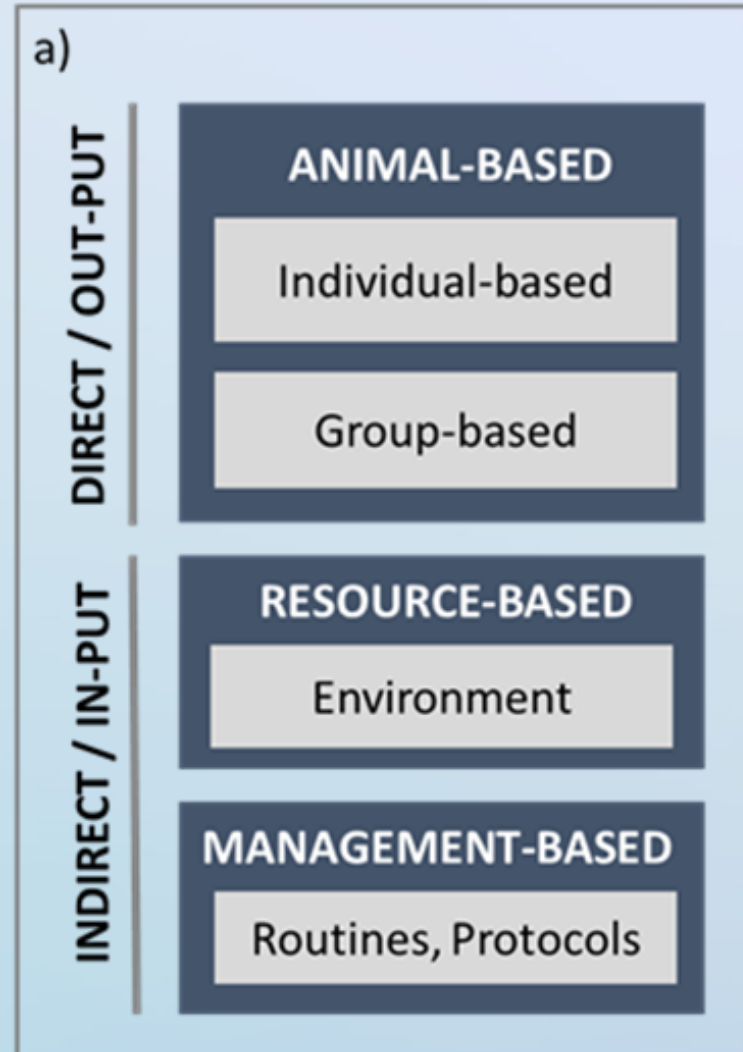 a)
DIRECT / OUT-PUT
ANIMAL-BASED
Individual-based
Group-based
INDIRECT / IN-PUT
RESOURCE-BASED
Environment
MANAGEMENT-BASED
Routines, Protocols